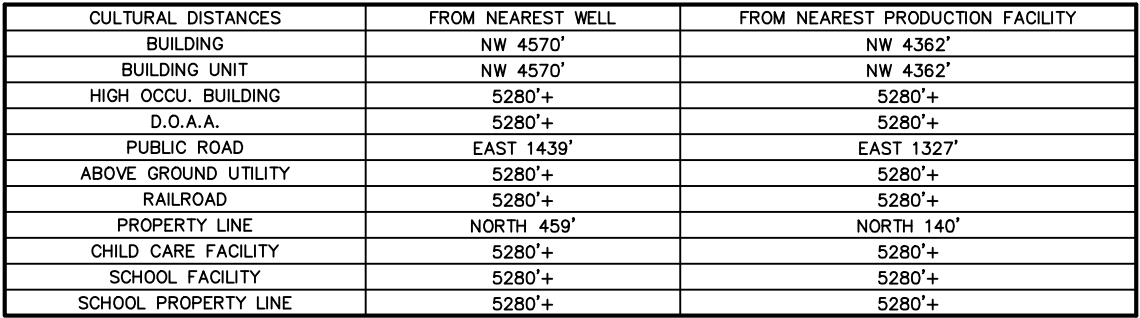 CULTURAL DISTANCES FROM NEAREST WELL FROM NEAREST PRODUCTION FACILITY
BUILDING NW 4570' NW 4362'
BUILDING UNIT NW 4570' NW 4362'
HIGH OCCU. BUILDING 5280'+ 5280'+
D.O.A.A. 5280'+ 5280'+
PUBLIC ROAD EAST 1439' EAST 1327'
ABOVE GROUND UTILITY 5280'+ 5280'+
RAILROAD 5280'+ 5280'+
PROPERTY LINE NORTH 459' NORTH 140'
CHILD CARE FACILITY 5280'+ 5280'+
SCHOOL FACILITY 5280'+ 5280'+
SCHOOL PROPERTY LINE 5280'+ 5280'+